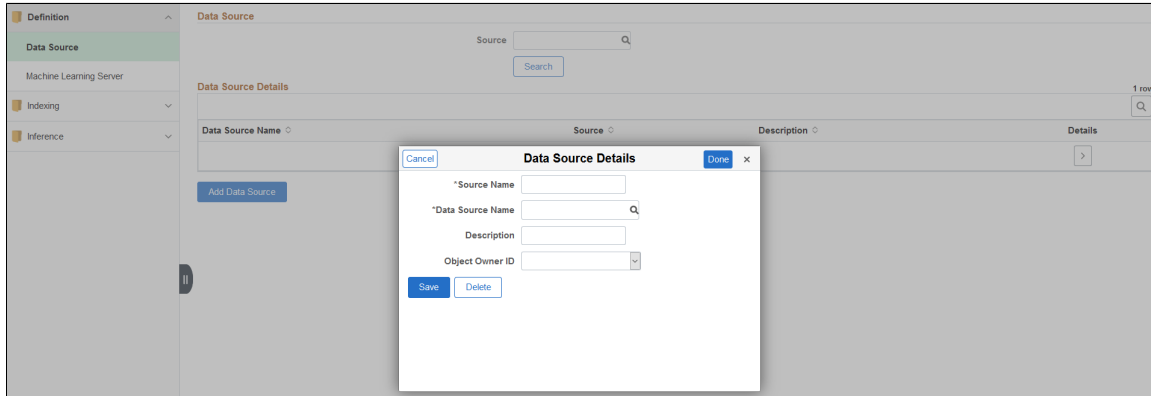 Definition
Data Source
Machine Learning Server
Indexing
Inference
Data Source
Source
Search
Data Source Details
1 row
Data Source Name Source Description Details
Add Data Source
Cancel Data Source Details Done ×
*Source Name
*Data Source Name
Description
Object Owner ID
Save Delete